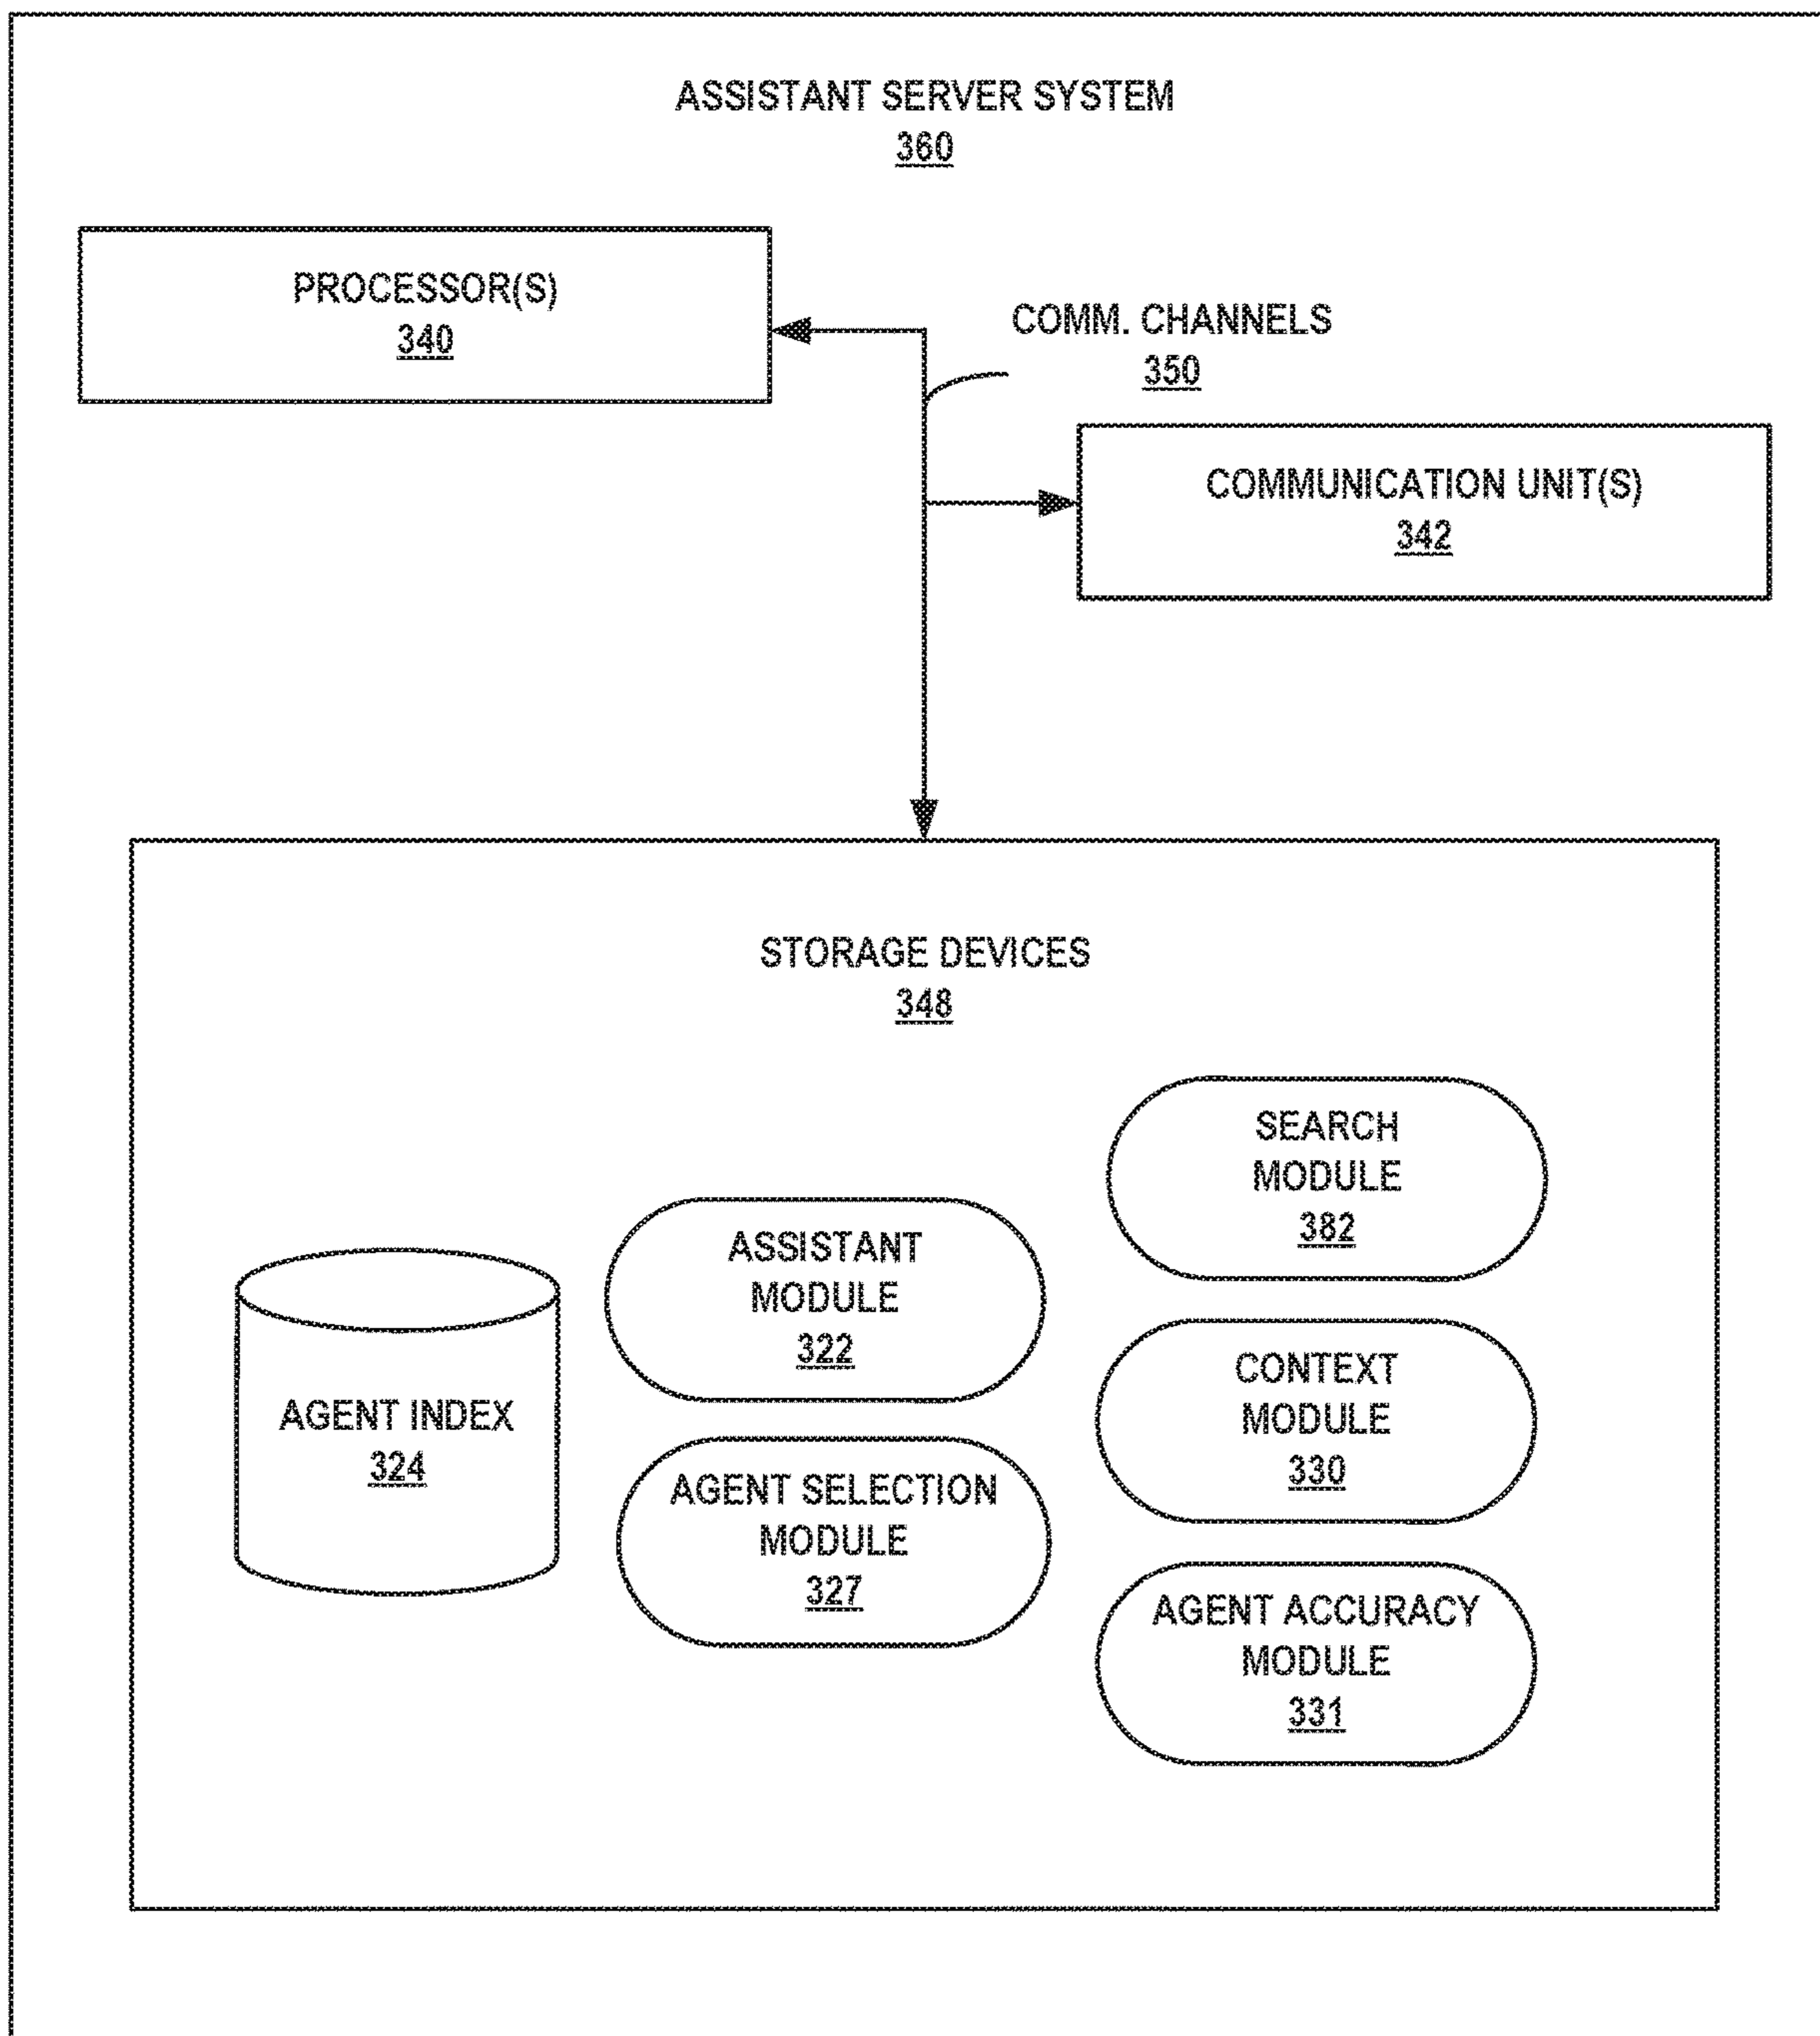 ASSISTANT SERVER SYSTEM
360
PROCESSOR(S)
340
COMM. CHANNELS
350
COMMUNICATION UNIT(S)
342
STORAGE DEVICES
348
SEARCH
MODULE
382
ASSISTANT
MODULE
322
CONTEXT
MODULE
330
AGENT INDEX
324
AGENT SELECTION
MODULE
327
AGENT ACCURACY
MODULE
331